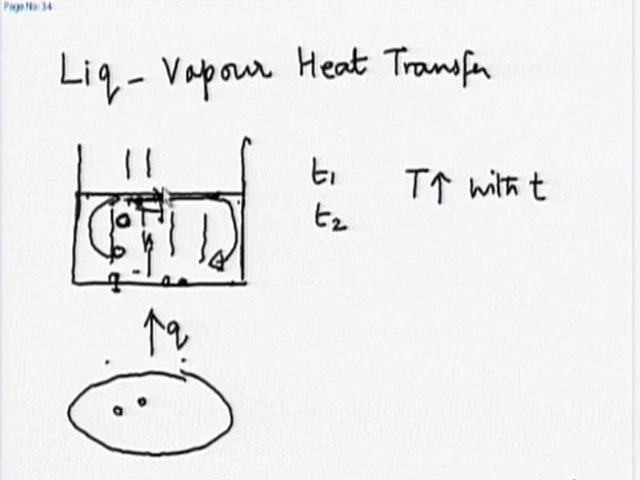 Page No: 34
Liq - Vapour Heat Transfer
t1
T↑ with t
t2
q
↑q